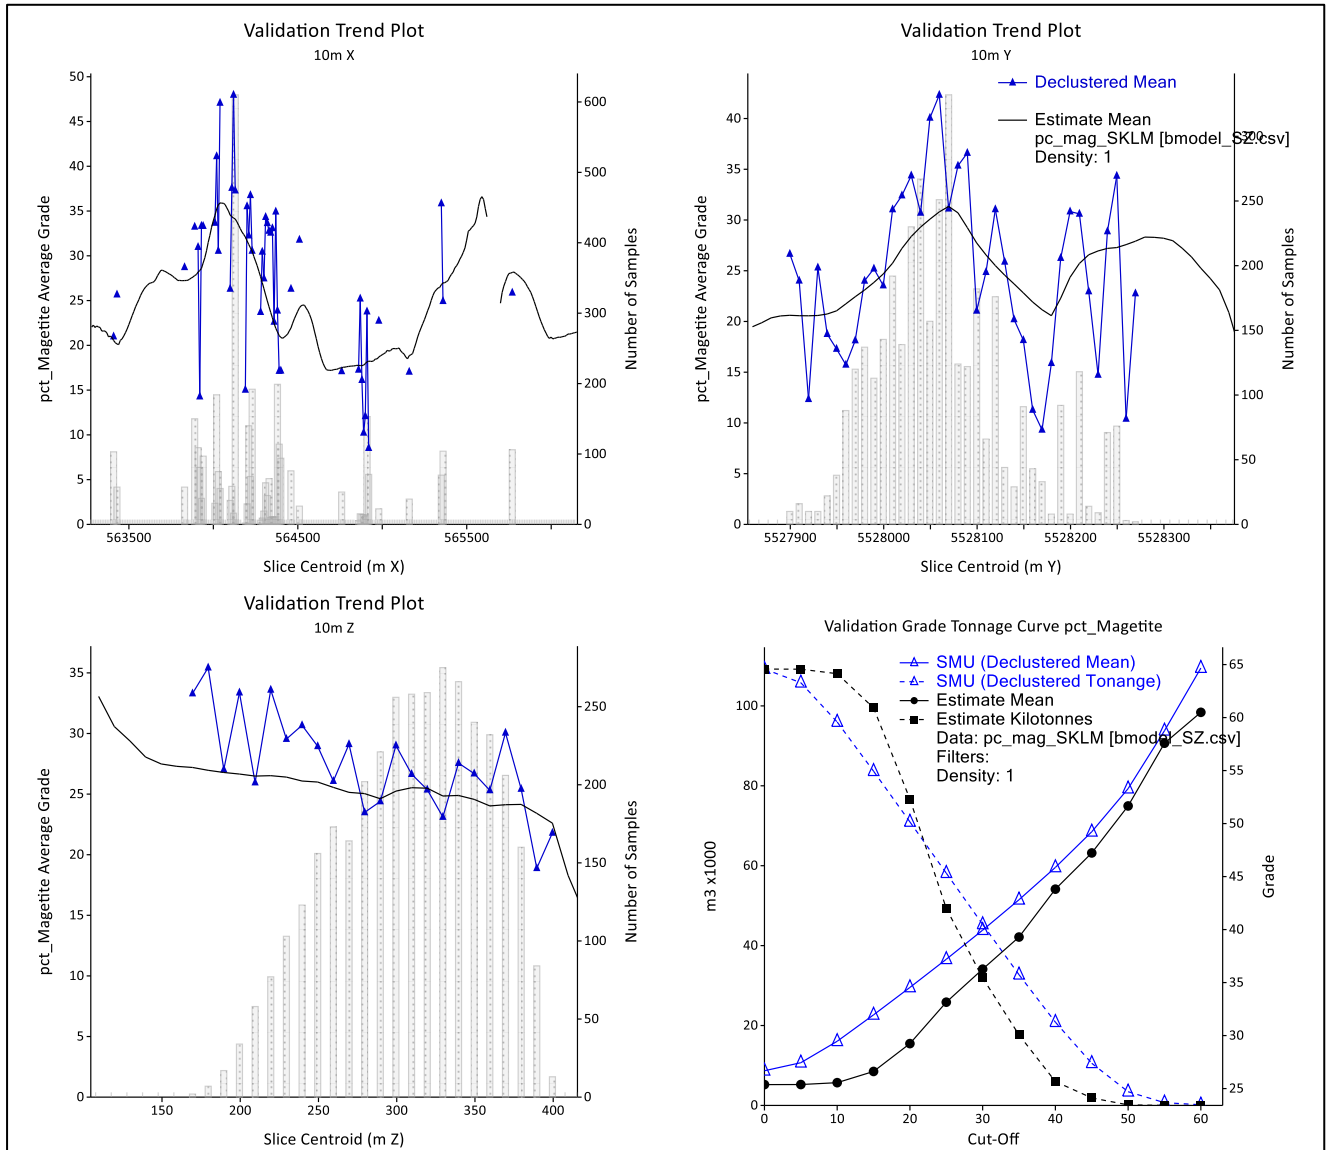 Validation Trend Plot
10m X
50
45
40
35
30
25
20
15
10
5
0
600
500
400
300
200
100
0
563500
564500
565500
pct_Magetite Average Grade
Number of Samples
Slice Centroid (m X)
Validation Trend Plot
10m Y
Declustered Mean
Estimate Mean
pc_mag_SKLM [bmodel_SZ.csv]
Density: 1
40
35
30
25
20
15
10
5
0
300
250
200
150
100
50
0
5527900
5528000
5528100
5528200
5528300
pct_Magetite Average Grade
Number of Samples
Slice Centroid (m Y)
Validation Trend Plot
10m Z
35
30
25
20
15
10
5
0
250
200
150
100
50
0
150
200
250
300
350
400
pct_Magetite Average Grade
Number of Samples
Slice Centroid (m Z)
Validation Grade Tonnage Curve pct_Magetite
SMU (Declustered Mean)
SMU (Declustered Tonange)
Estimate Mean
Estimate Kilotonnes
Data: pc_mag_SKLM [bmodel_SZ.csv]
Filters:
Density: 1
100
80
60
40
20
0
65
60
55
50
45
40
35
30
25
0
10
20
30
40
50
60
m3 x1000
Grade
Cut-Off